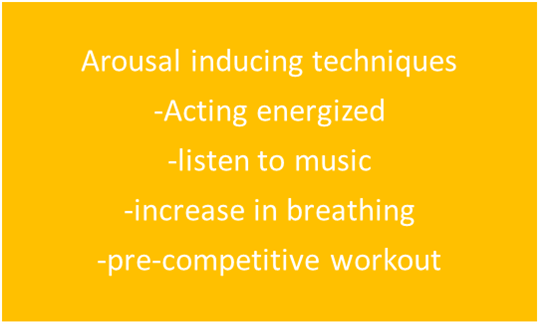 Arousal inducing techniques
-Acting energized
-listen to music
-increase in breathing
-pre-competitive workout